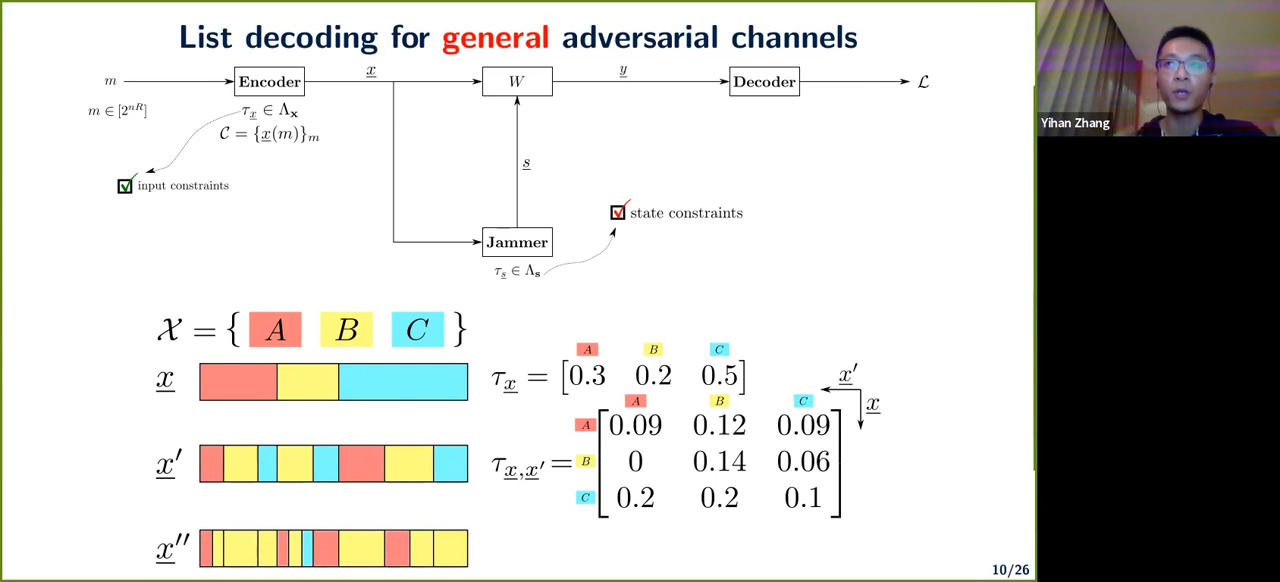 List decoding for general adversarial channels
m
Encoder
x
W
y
Decoder
ℒ
m ∈ [2^{nR}]
τ_x ∈ Λ_x
𝒞 = {x(m)}_m
input constraints
s
state constraints
Jammer
τ_s ∈ Λ_s
𝒳 = { A B C }
x
A B C
τ_x = [0.3 0.2 0.5]
x′
x
A B C
A 0.09 0.12 0.09
x′
τ_{x,x′} = B 0 0.14 0.06
C 0.2 0.2 0.1
x′′
10/26
Yihan Zhang